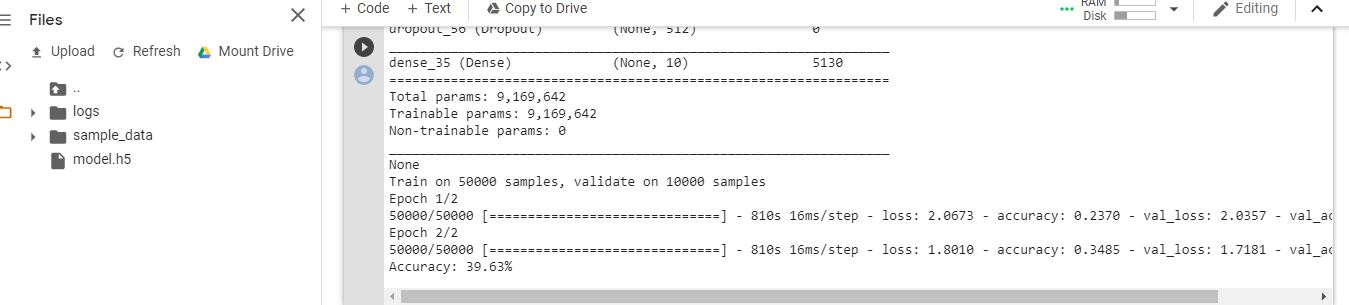 Files
Upload Refresh Mount Drive
..
logs
sample_data
model.h5
+ Code + Text Copy to Drive
RAM
Disk
Editing
dropout_56 (Dropout) (None, 512) 0
_________________________________________________________________
dense_35 (Dense) (None, 10) 5130
=================================================================
Total params: 9,169,642
Trainable params: 9,169,642
Non-trainable params: 0
_________________________________________________________________
None
Train on 50000 samples, validate on 10000 samples
Epoch 1/2
50000/50000 [==============================] - 810s 16ms/step - loss: 2.0673 - accuracy: 0.2370 - val_loss: 2.0357 - val_ac
Epoch 2/2
50000/50000 [==============================] - 810s 16ms/step - loss: 1.8010 - accuracy: 0.3485 - val_loss: 1.7181 - val_ac
Accuracy: 39.63%